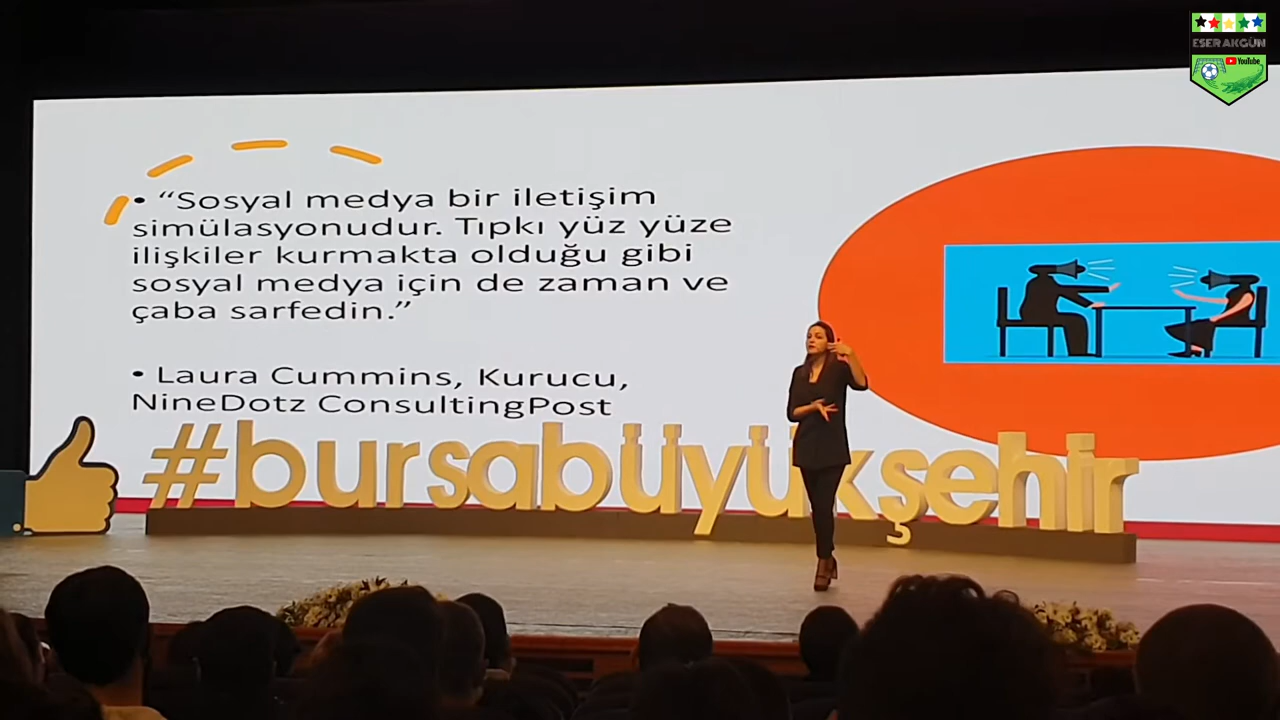 ESER AKGÜN
YouTube
• “Sosyal medya bir iletişim
simülasyonudur. Tıpkı yüz yüze
ilişkiler kurmakta olduğu gibi
sosyal medya için de zaman ve
çaba sarfedin.”
• Laura Cummins, Kurucu,
NineDotz ConsultingPost
#bursabüyükşehir